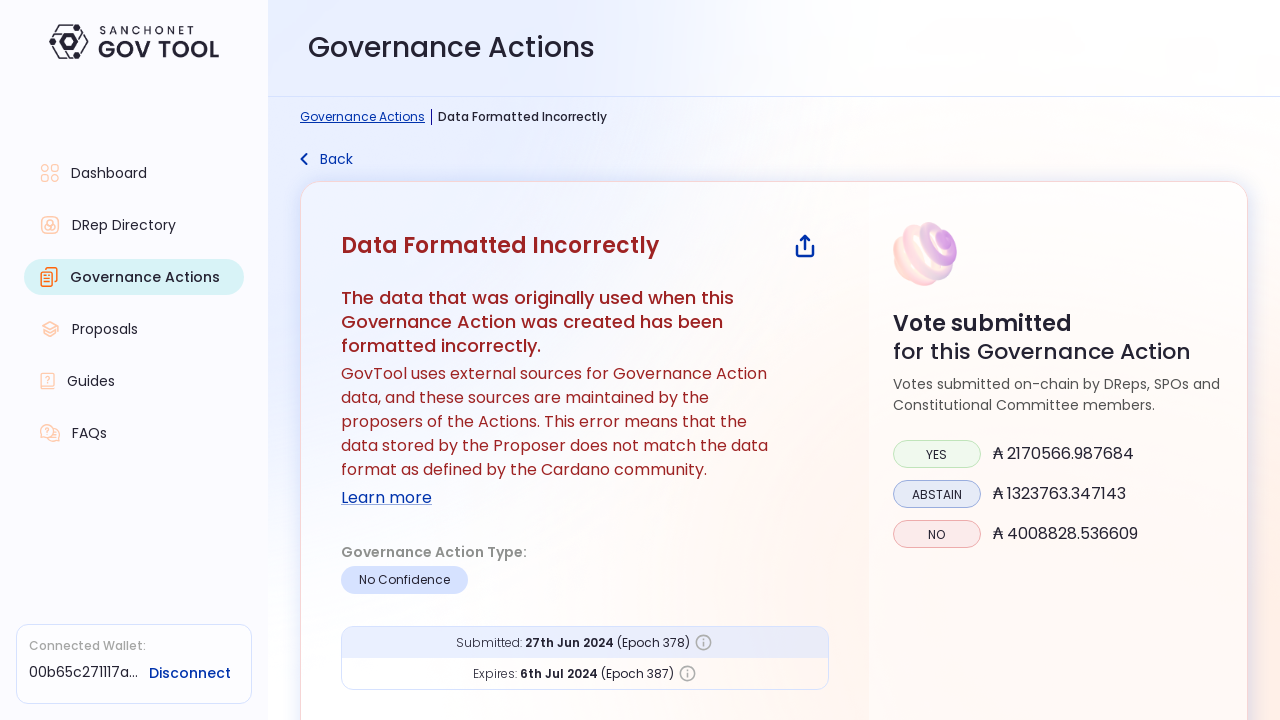 SANCHONET
GOV TOOL
Dashboard
DRep Directory
Governance Actions
Proposals
Guides
FAQs
Connected Wallet:
00b65c271117a...
Disconnect
Governance Actions
Governance Actions | Data Formatted Incorrectly
Back
Data Formatted Incorrectly
The data that was originally used when this
Governance Action was created has been
formatted incorrectly.
GovTool uses external sources for Governance Action
data, and these sources are maintained by the
proposers of the Actions. This error means that the
data stored by the Proposer does not match the data
format as defined by the Cardano community.
Learn more
Governance Action Type:
No Confidence
Submitted: 27th Jun 2024 (Epoch 378)
Expires: 6th Jul 2024 (Epoch 387)
Vote submitted
for this Governance Action
Votes submitted on-chain by DReps, SPOs and
Constitutional Committee members.
YES ₳ 2170566.987684
ABSTAIN ₳ 1323763.347143
NO ₳ 4008828.536609